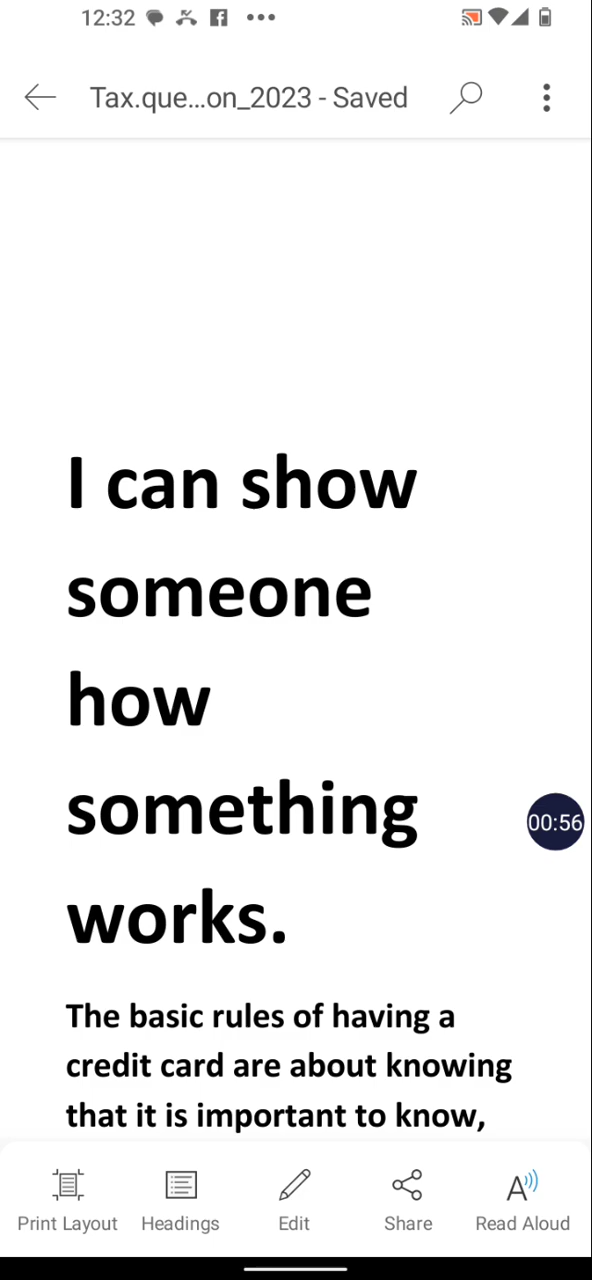 12:32
Tax.que...on_2023 - Saved
I can show
someone
how
something
works.
00:56
The basic rules of having a
credit card are about knowing
that it is important to know,
Print Layout Headings Edit Share Read Aloud